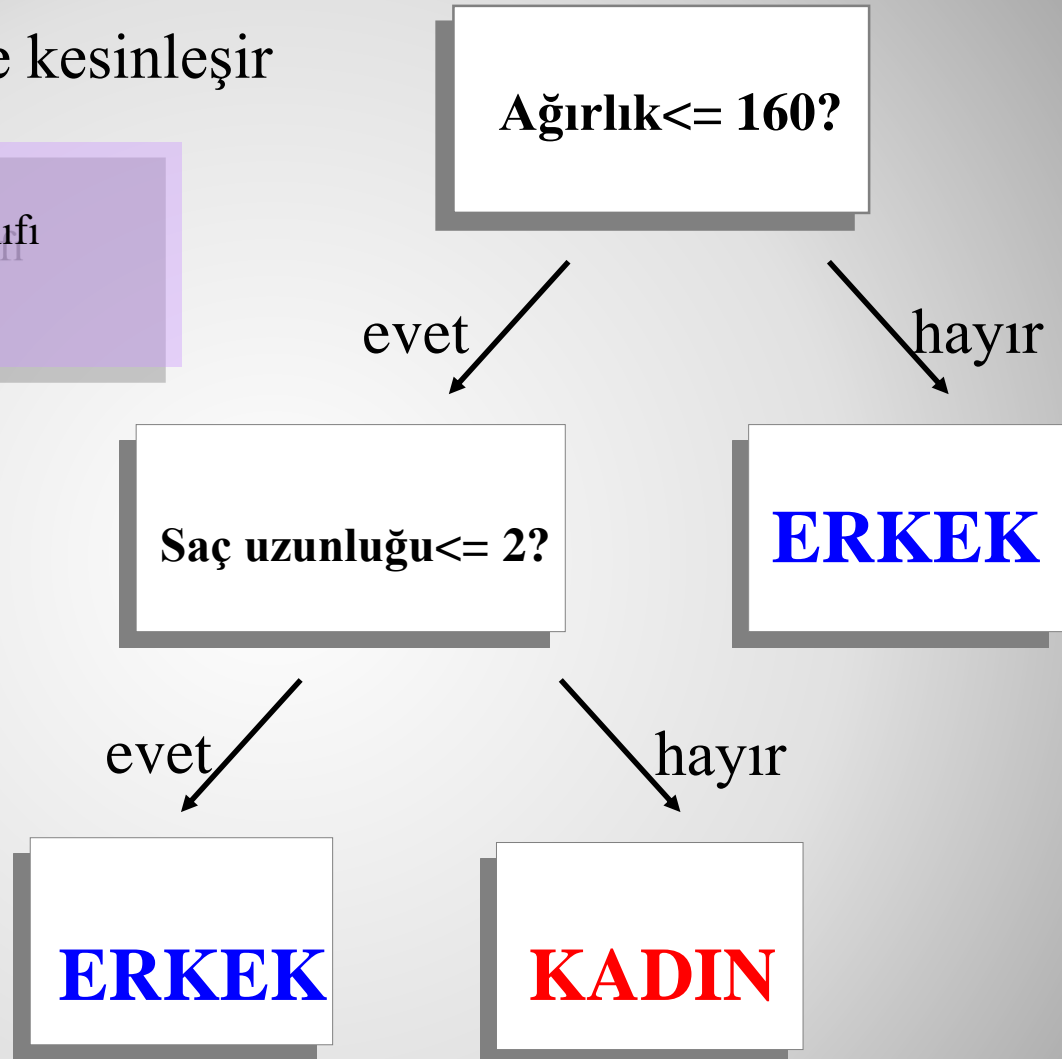 kesinleşir
Ağırlık<= 160?
evet
hayır
Saç uzunluğu<= 2?
ERKEK
evet
hayır
ERKEK
KADIN